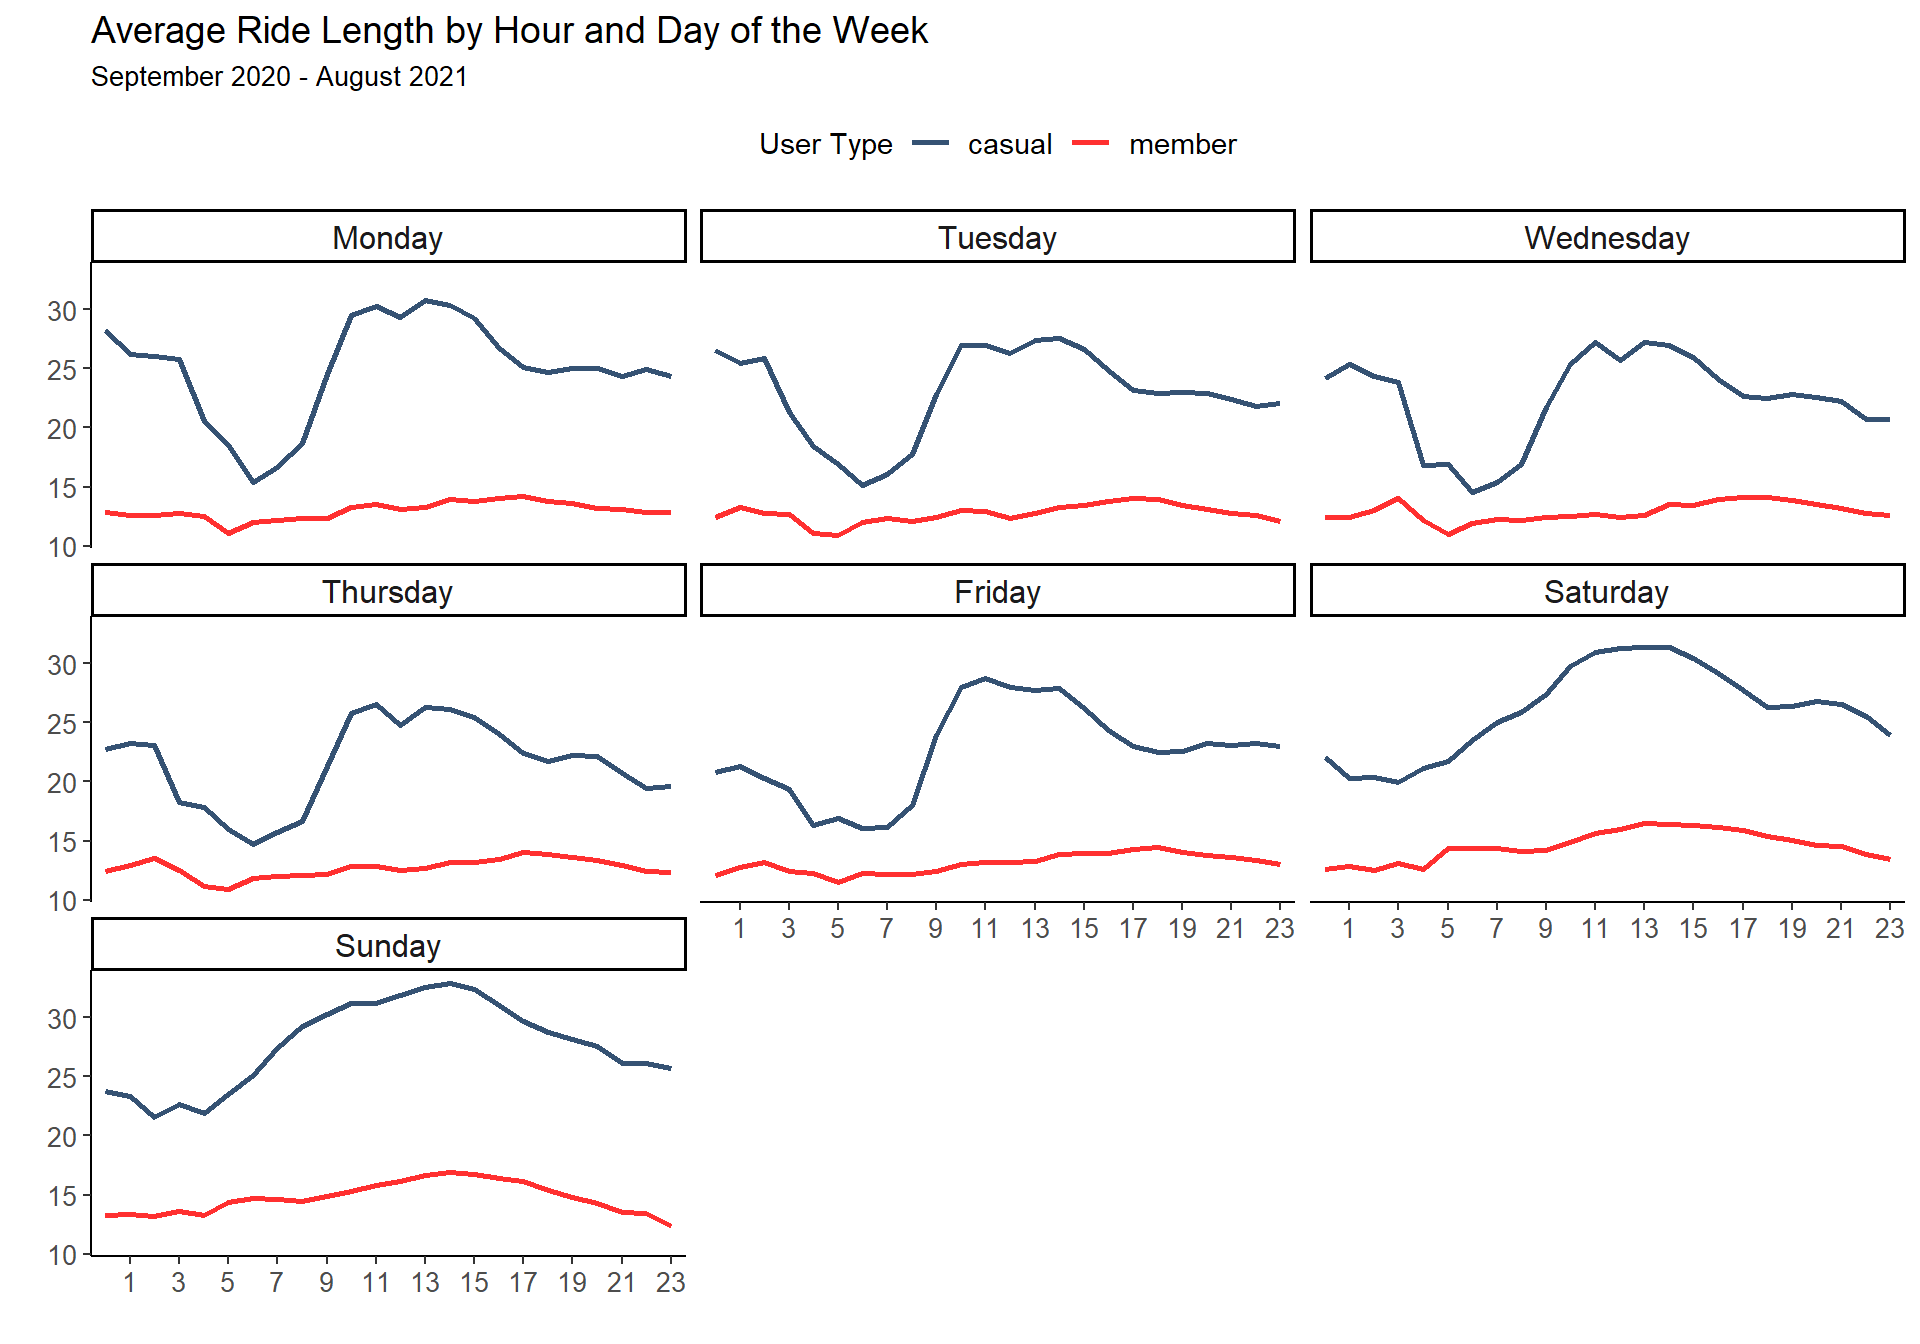 Average Ride Length by Hour and Day of the Week
September 2020 - August 2021
User Type casual member
Monday Tuesday Wednesday
30
25
20
15
10
Thursday Friday Saturday
30
25
20
15
10
1 3 5 7 9 11 13 15 17 19 21 23 1 3 5 7 9 11 13 15 17 19 21 23
Sunday
30
25
20
15
10
1 3 5 7 9 11 13 15 17 19 21 23